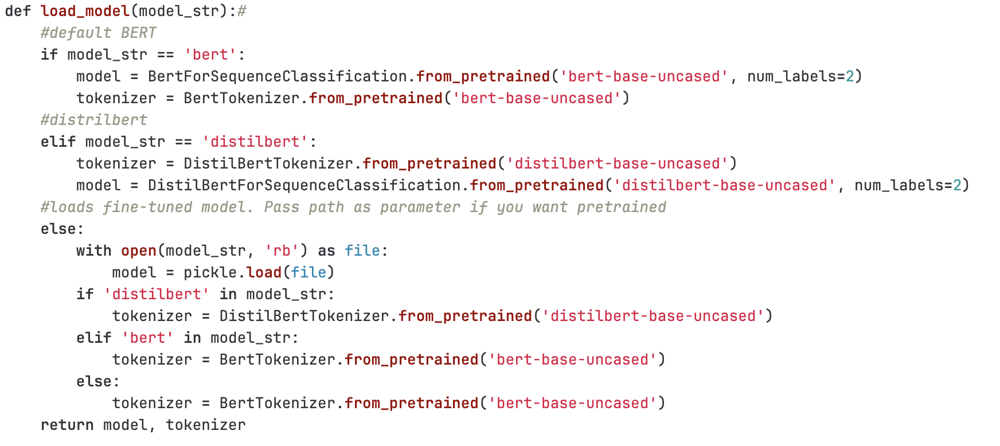 def load_model(model_str):#
    #default BERT
    if model_str == 'bert':
        model = BertForSequenceClassification.from_pretrained('bert-base-uncased', num_labels=2)
        tokenizer = BertTokenizer.from_pretrained('bert-base-uncased')
    #distrilbert
    elif model_str == 'distilbert':
        tokenizer = DistilBertTokenizer.from_pretrained('distilbert-base-uncased')
        model = DistilBertForSequenceClassification.from_pretrained('distilbert-base-uncased', num_labels=2)
    #loads fine-tuned model. Pass path as parameter if you want pretrained
    else:
        with open(model_str, 'rb') as file:
            model = pickle.load(file)
        if 'distilbert' in model_str:
            tokenizer = DistilBertTokenizer.from_pretrained('distilbert-base-uncased')
        elif 'bert' in model_str:
            tokenizer = BertTokenizer.from_pretrained('bert-base-uncased')
        else:
            tokenizer = BertTokenizer.from_pretrained('bert-base-uncased')
    return model, tokenizer